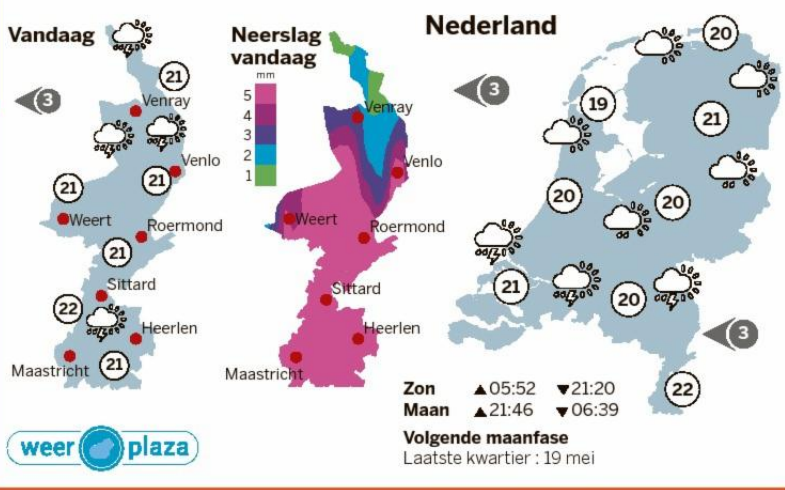 Vandaag
21
3
Venray
Venlo
21
21
Weert
Roermond
21
Sittard
22
Heerlen
Maastricht
21
weer plaza
Neerslag
vandaag
mm
5
4
3
2
1
Venray
Venlo
Weert
Roermond
Sittard
Heerlen
Maastricht
Nederland
20
3
19
21
20
20
21
20
3
22
Zon ▲05:52 ▼21:20
Maan ▲21:46 ▼06:39
Volgende maanfase
Laatste kwartier : 19 mei